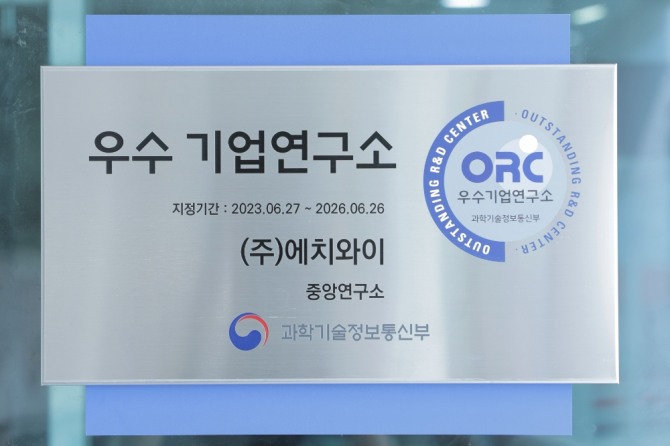 우수 기업연구소
지정기간 : 2023.06.27 ~ 2026.06.26
(주)에치와이
중앙연구소
과학기술정보통신부
OUTSTANDING R&D CENTER · OUTSTANDING R&D CENTER ·
ORC
우수기업연구소
과학기술정보통신부